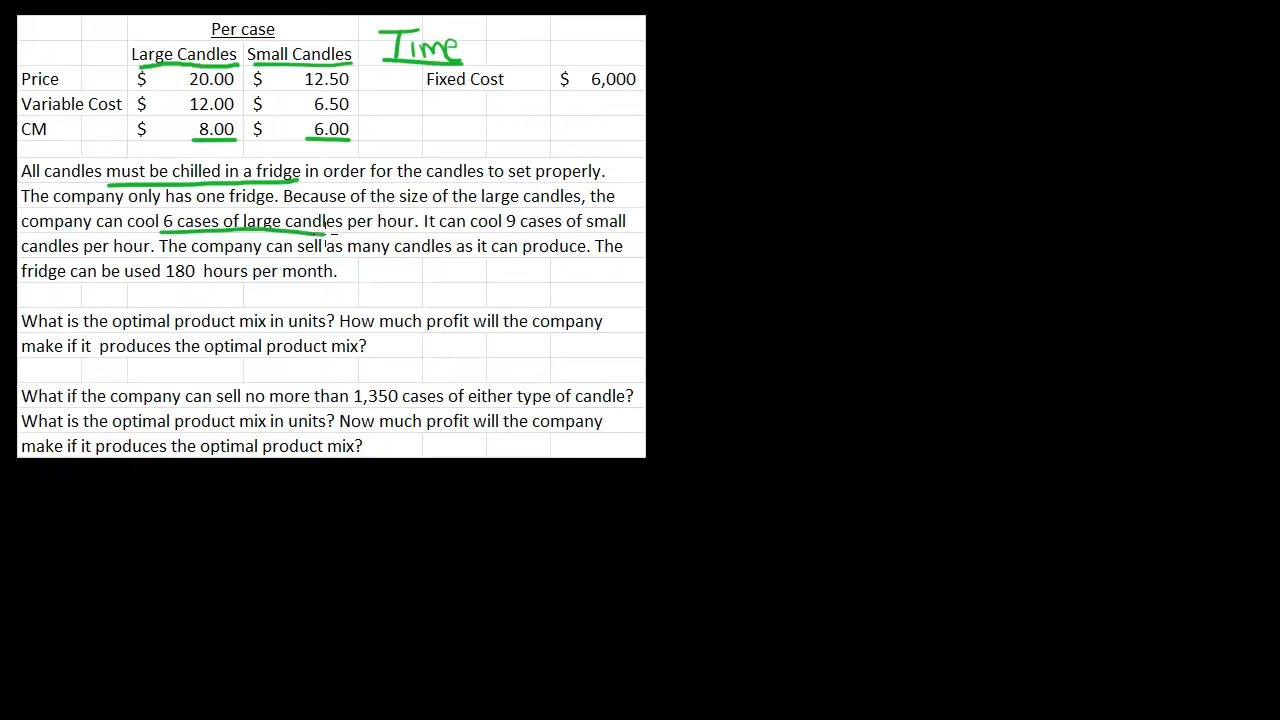 Per case
Large Candles Small Candles Time
Price $ 20.00 $ 12.50 Fixed Cost $ 6,000
Variable Cost $ 12.00 $ 6.50
CM $ 8.00 $ 6.00
All candles must be chilled in a fridge in order for the candles to set properly.
The company only has one fridge. Because of the size of the large candles, the
company can cool 6 cases of large candles per hour. It can cool 9 cases of small
candles per hour. The company can sell as many candles as it can produce. The
fridge can be used 180 hours per month.
What is the optimal product mix in units? How much profit will the company
make if it produces the optimal product mix?
What if the company can sell no more than 1,350 cases of either type of candle?
What is the optimal product mix in units? Now much profit will the company
make if it produces the optimal product mix?